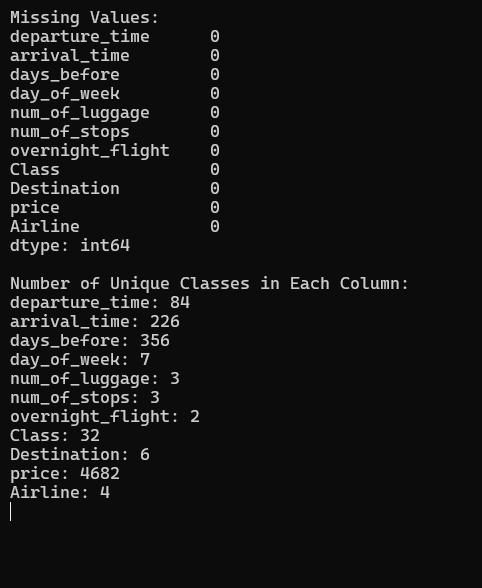 Missing Values:
departure_time      0
arrival_time        0
days_before         0
day_of_week         0
num_of_luggage      0
num_of_stops        0
overnight_flight    0
Class               0
Destination         0
price               0
Airline             0
dtype: int64

Number of Unique Classes in Each Column:
departure_time: 84
arrival_time: 226
days_before: 356
day_of_week: 7
num_of_luggage: 3
num_of_stops: 3
overnight_flight: 2
Class: 32
Destination: 6
price: 4682
Airline: 4